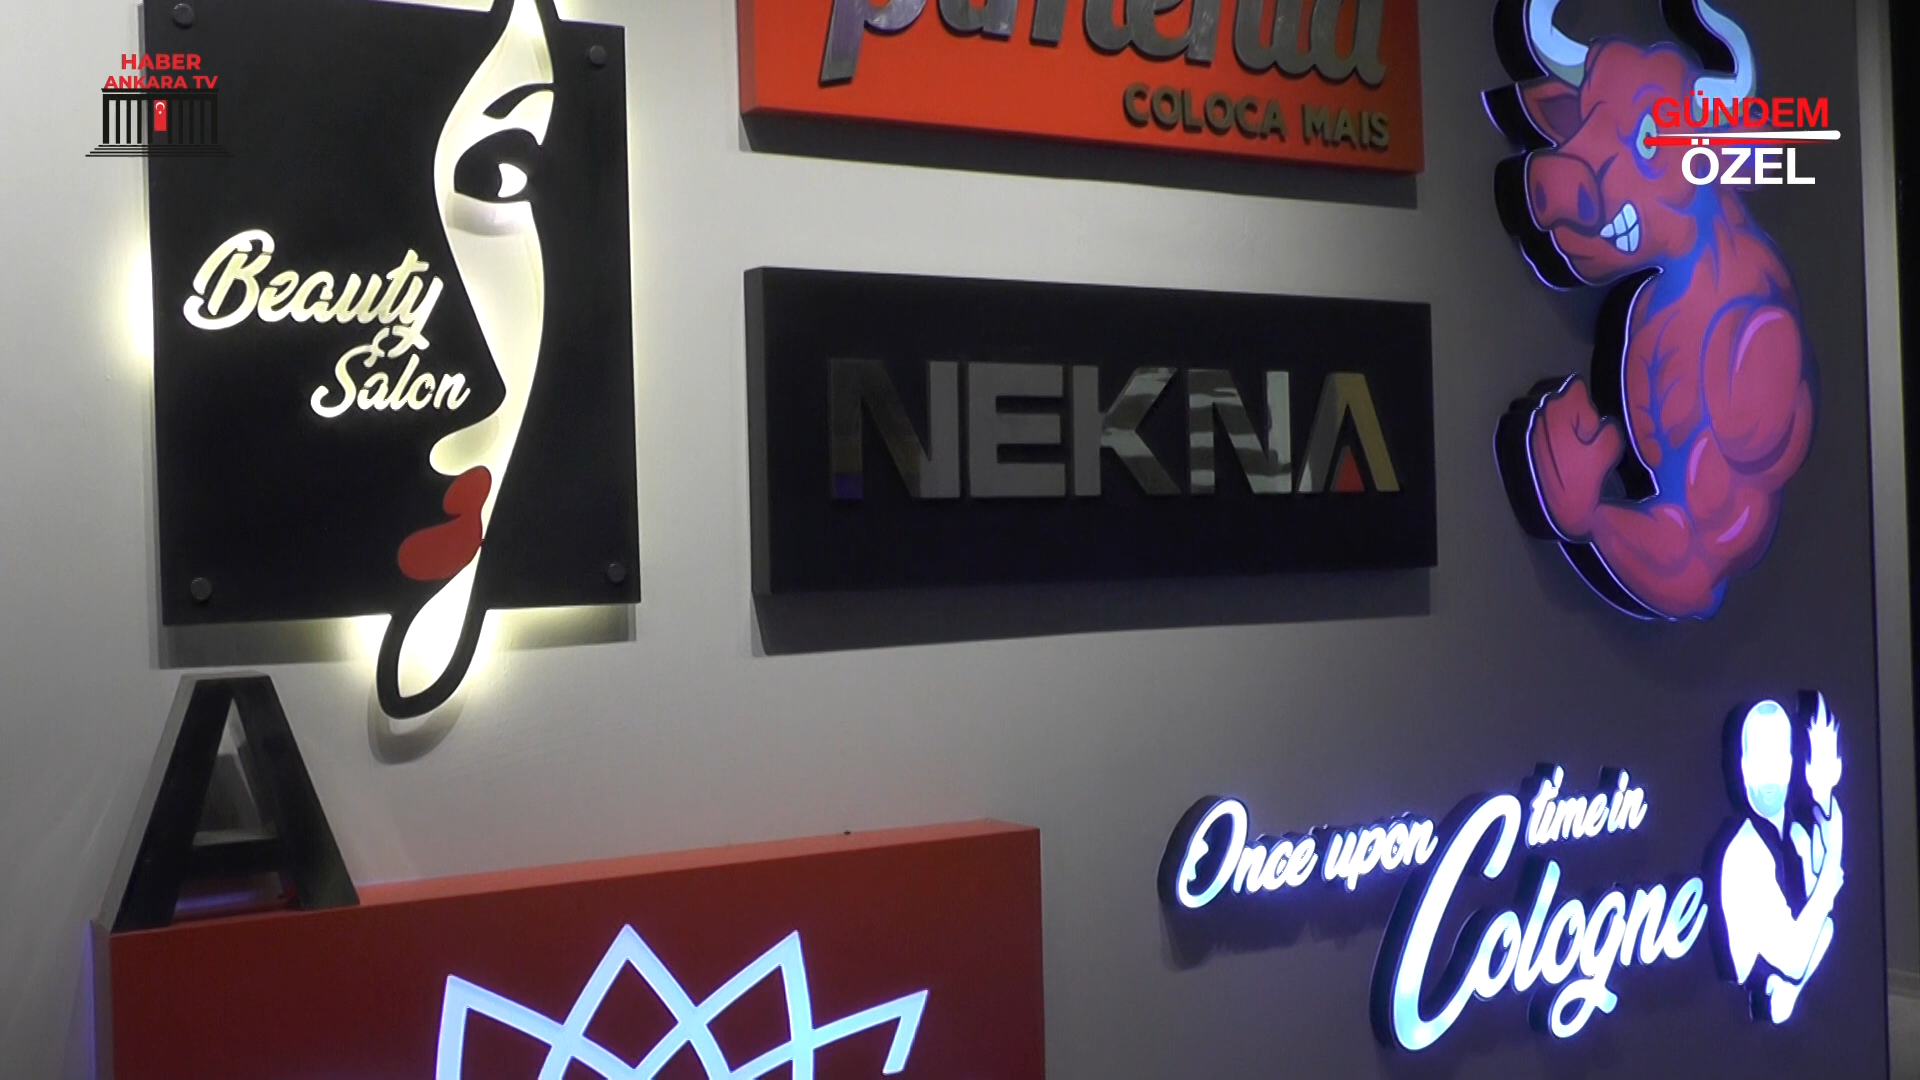 HABER
ANKARA TV
COLOCA MAIS
GÜNDEM
ÖZEL
Beauty
Salon
NEKNA
A
Once upon
time in
Cologne